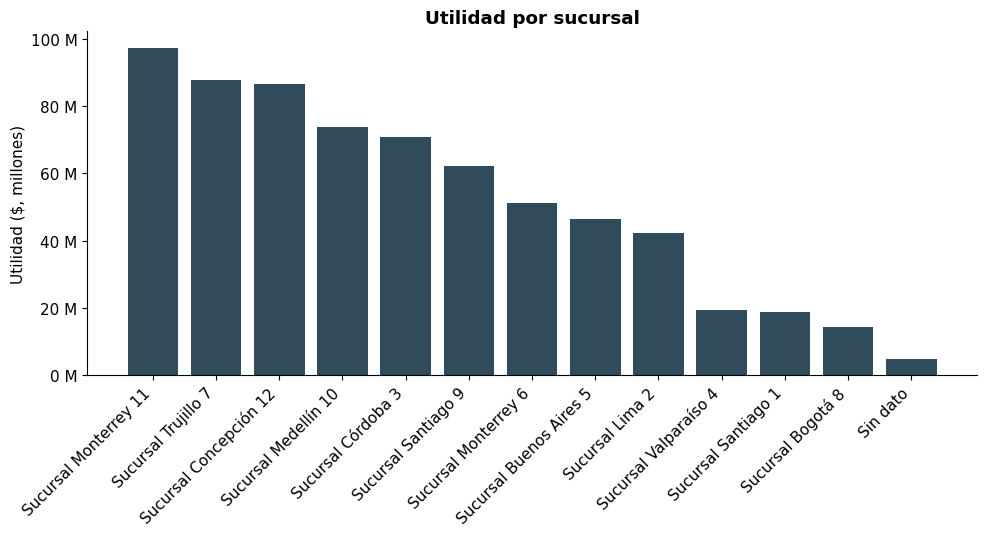 Utilidad por sucursal
Utilidad ($, millones)
100 M
80 M
60 M
40 M
20 M
0 M
Sucursal Monterrey 11
Sucursal Trujillo 7
Sucursal Concepción 12
Sucursal Medellín 10
Sucursal Córdoba 3
Sucursal Santiago 9
Sucursal Monterrey 6
Sucursal Buenos Aires 5
Sucursal Lima 2
Sucursal Valparaíso 4
Sucursal Santiago 1
Sucursal Bogotá 8
Sin dato